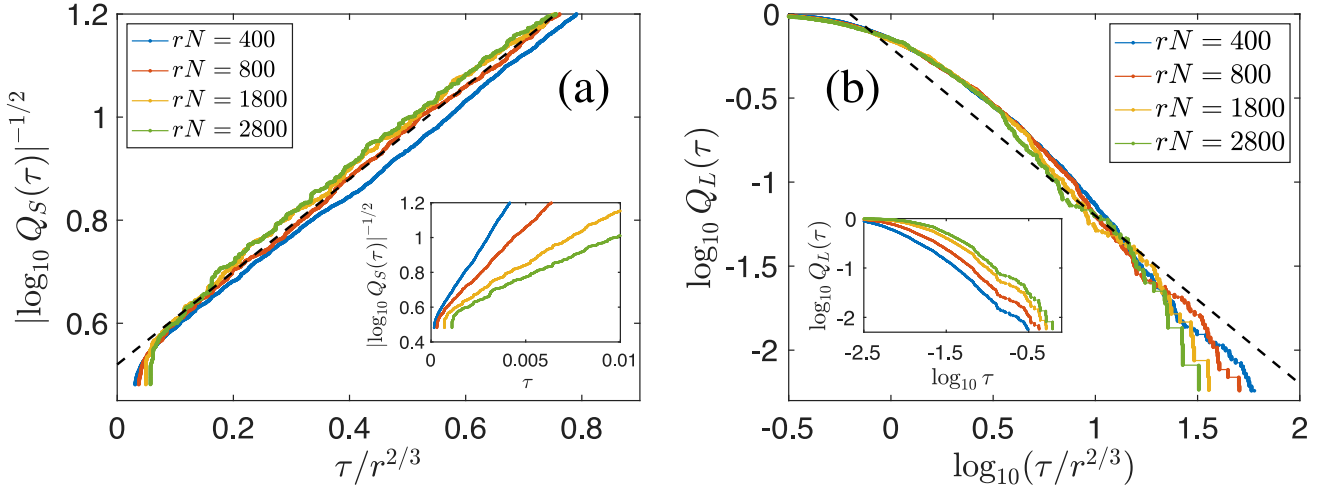 (a)
rN = 400
rN = 800
rN = 1800
rN = 2800
|log₁₀ Q_S(τ)|^{-1/2}
1.2
1
0.8
0.6
0 0.2 0.4 0.6 0.8
τ/r^{2/3}
|log₁₀ Q_S(τ)|^{-1/2}
1.2
1
0.8
0.6
0.4
0 0.005 0.01
τ
(b)
rN = 400
rN = 800
rN = 1800
rN = 2800
log₁₀ Q_L(τ)
0
-0.5
-1
-1.5
-2
-0.5 0 0.5 1 1.5 2
log₁₀(τ/r^{2/3})
log₁₀ Q_L(τ)
0
-1
-2
-2.5 -1.5 -0.5
log₁₀ τ